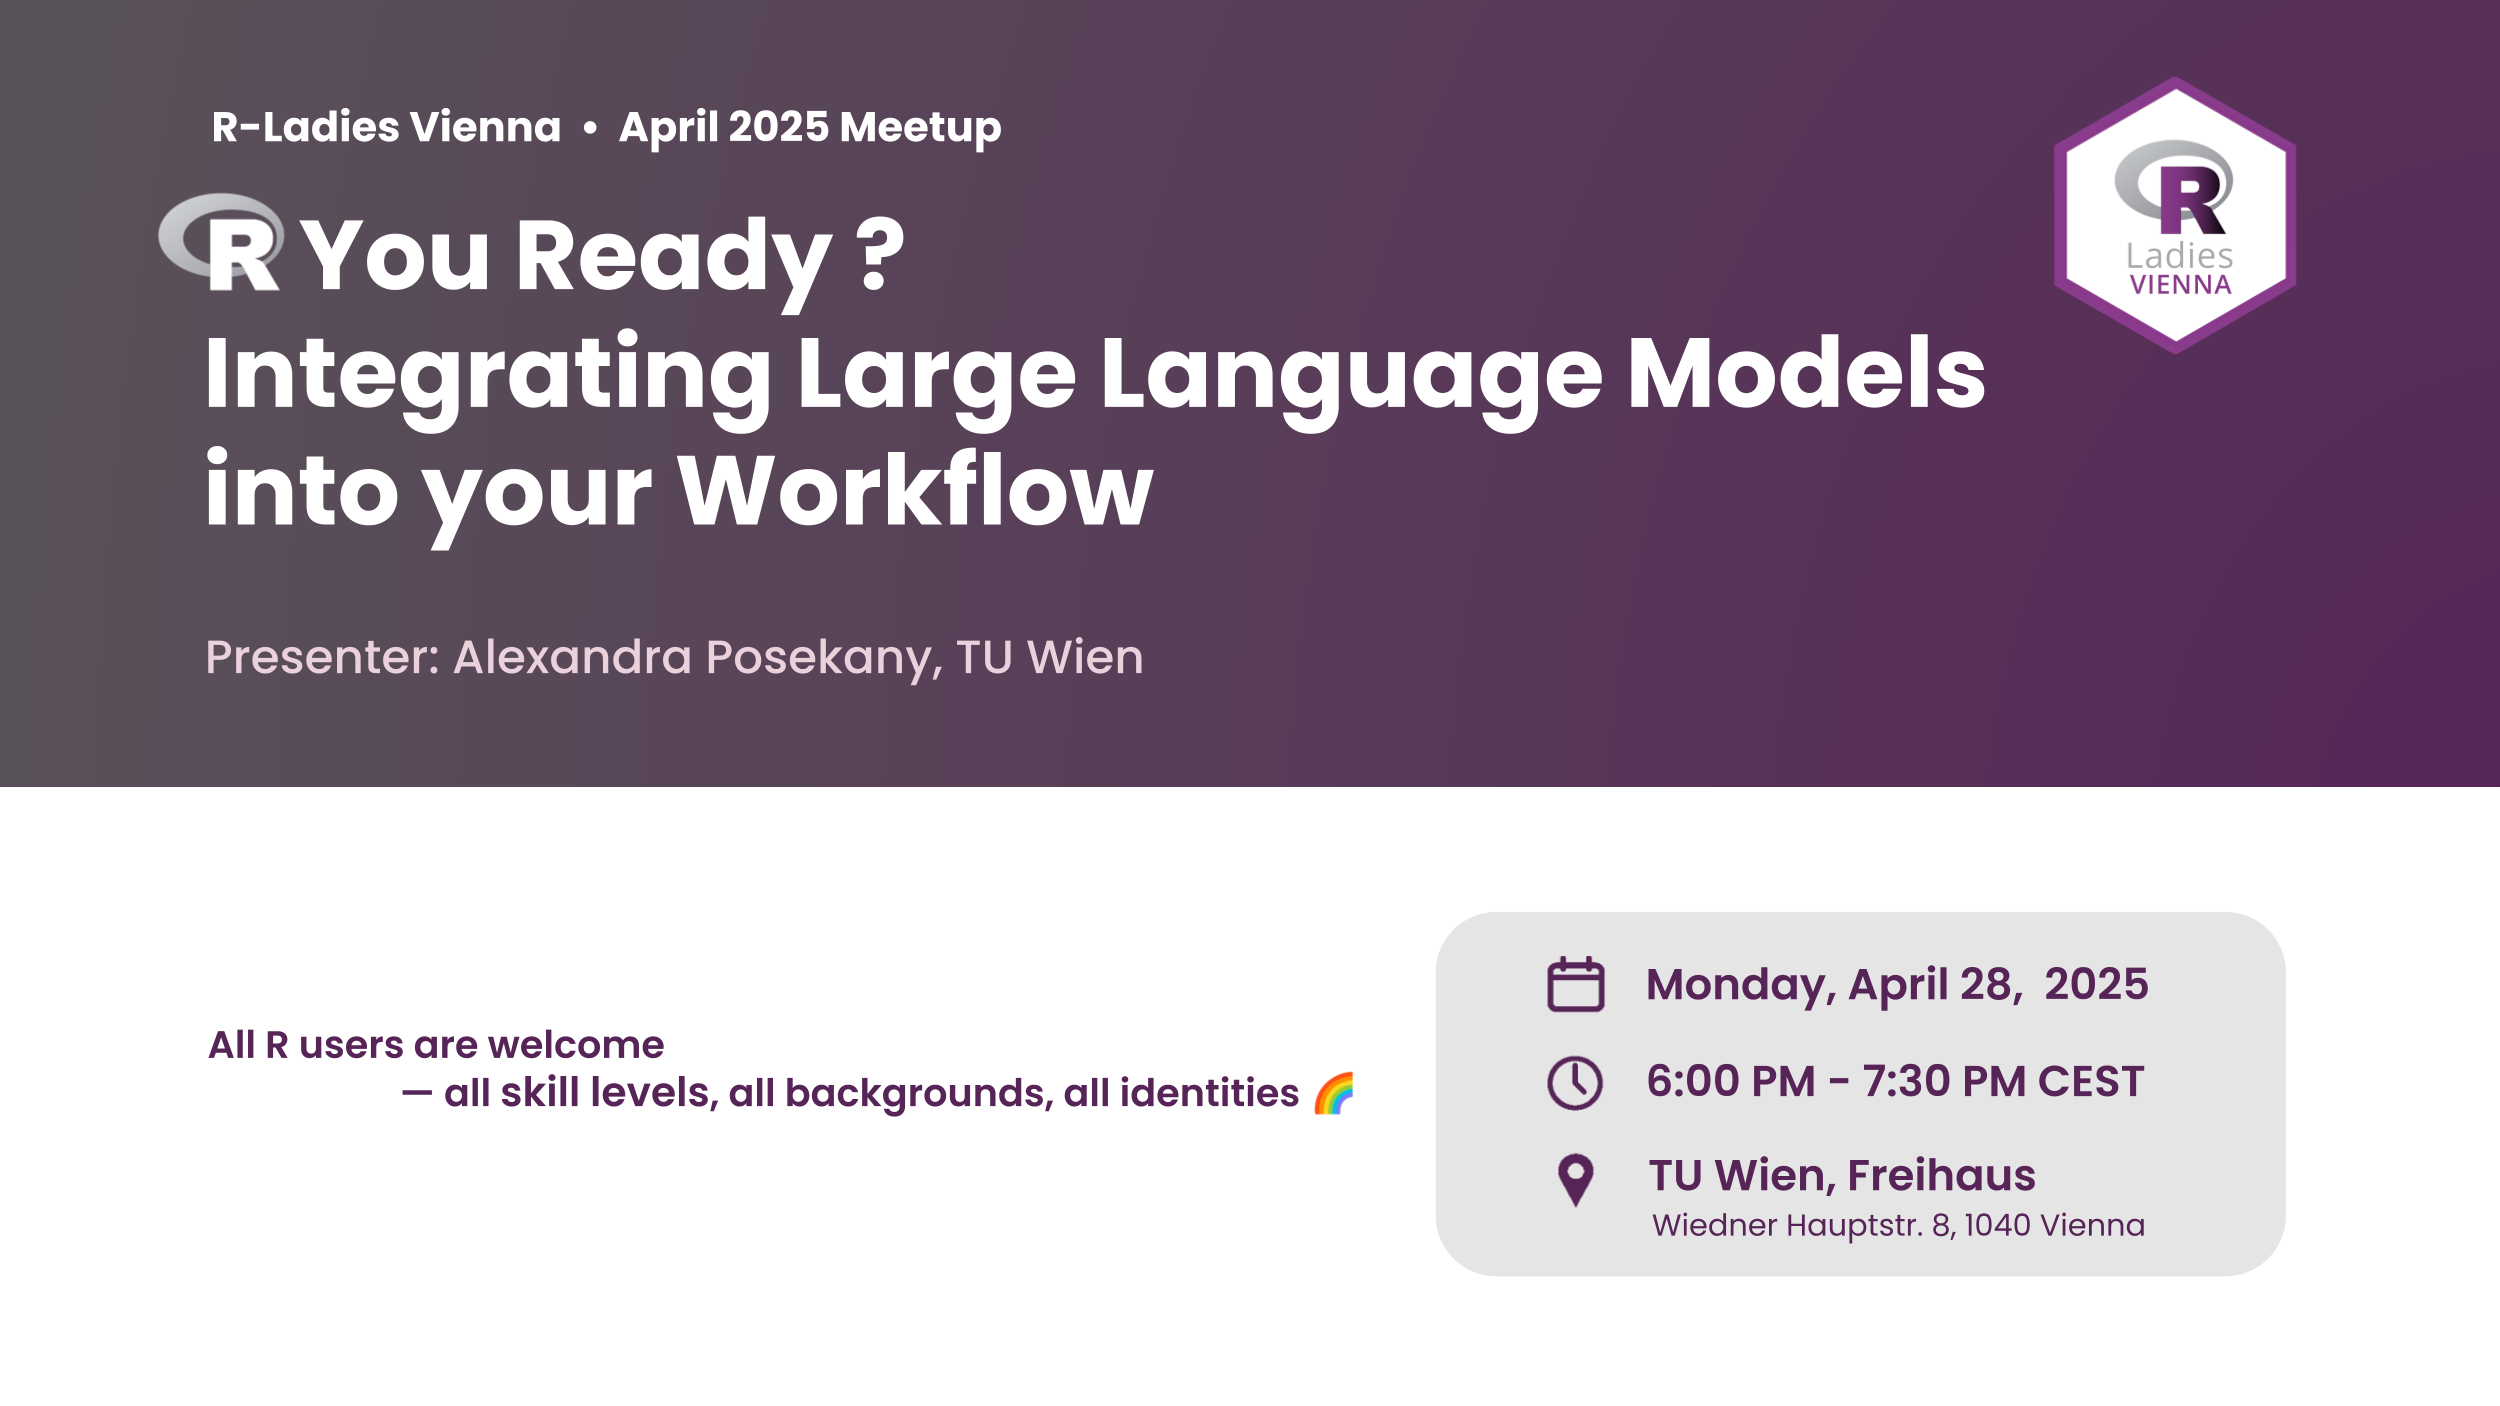 R-Ladies Vienna • April 2025 Meetup
R You Ready ?
Integrating Large Language Models
into your Workflow
Presenter: Alexandra Posekany, TU Wien
R
Ladies
VIENNA
All R users are welcome
— all skill levels, all backgrounds, all identities 🌈
Monday, April 28, 2025
6:00 PM - 7:30 PM CEST
TU Wien, Freihaus
Wiedner Hauptstr. 8, 1040 Vienna